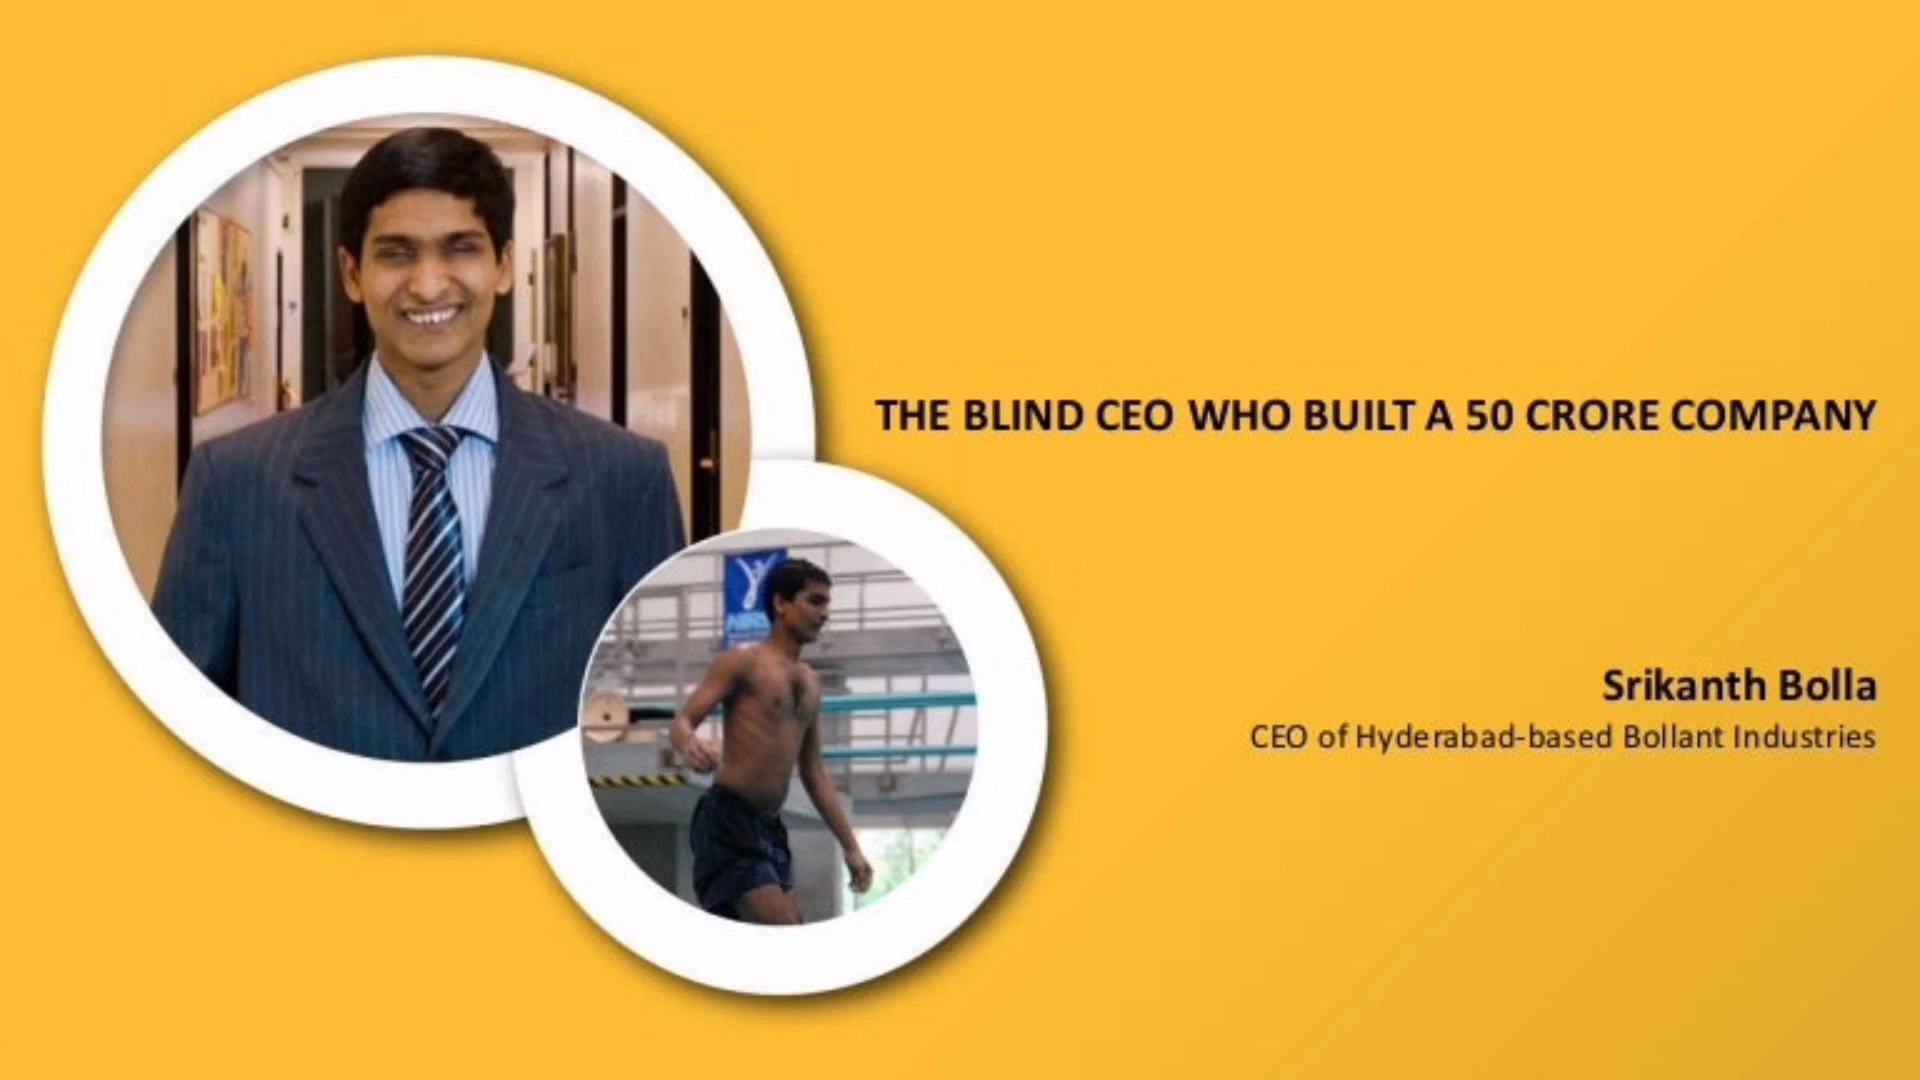 THE BLIND CEO WHO BUILT A 50 CRORE COMPANY
Srikanth Bolla
CEO of Hyderabad-based Bollant Industries